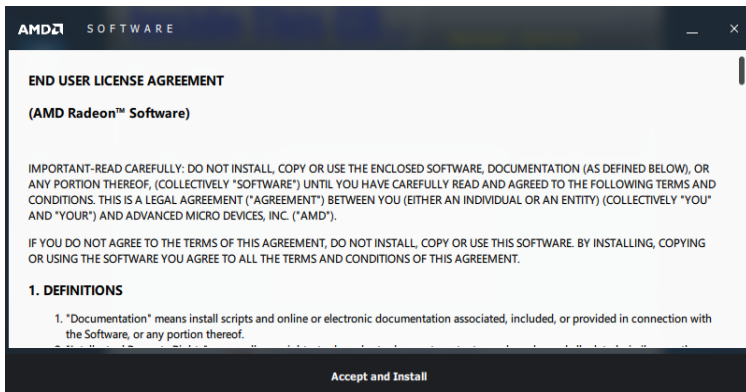 AMD SOFTWARE
END USER LICENSE AGREEMENT
(AMD Radeon™ Software)
IMPORTANT-READ CAREFULLY: DO NOT INSTALL, COPY OR USE THE ENCLOSED SOFTWARE, DOCUMENTATION (AS DEFINED BELOW), OR
ANY PORTION THEREOF, (COLLECTIVELY "SOFTWARE") UNTIL YOU HAVE CAREFULLY READ AND AGREED TO THE FOLLOWING TERMS AND
CONDITIONS. THIS IS A LEGAL AGREEMENT ("AGREEMENT") BETWEEN YOU (EITHER AN INDIVIDUAL OR AN ENTITY) (COLLECTIVELY "YOU"
AND "YOUR") AND ADVANCED MICRO DEVICES, INC. ("AMD").
IF YOU DO NOT AGREE TO THE TERMS OF THIS AGREEMENT, DO NOT INSTALL, COPY OR USE THIS SOFTWARE. BY INSTALLING, COPYING
OR USING THE SOFTWARE YOU AGREE TO ALL THE TERMS AND CONDITIONS OF THIS AGREEMENT.
1. DEFINITIONS
1. "Documentation" means install scripts and online or electronic documentation associated, included, or provided in connection with
the Software, or any portion thereof.
Accept and Install